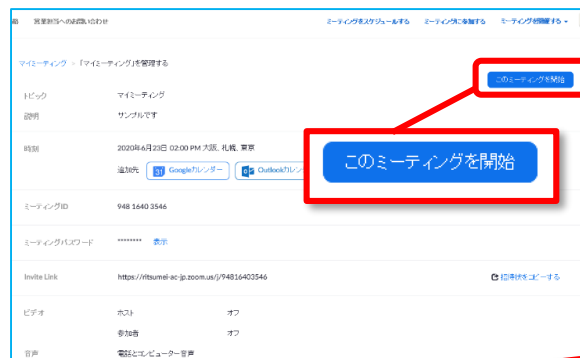 営業担当へのお問い合わせ
ミーティングをスケジュールする ミーティングに参加する ミーティングを開催する
マイミーティング > 「マイミーティング」を管理する
このミーティングを開始
トピック マイミーティング
説明 サンプルです
時刻 2020年6月23日 02:00 PM 大阪、札幌、東京
追加先 31 Googleカレンダー Outlookカレン
このミーティングを開始
ミーティングID 948 1640 3546
ミーティングパスワード ******** 表示
Invite Link https://ritsumei-ac-jp.zoom.us/j/94816403546 招待状をコピーする
ビデオ ホスト オフ
参加者 オフ
音声 電話とコンピューター音声